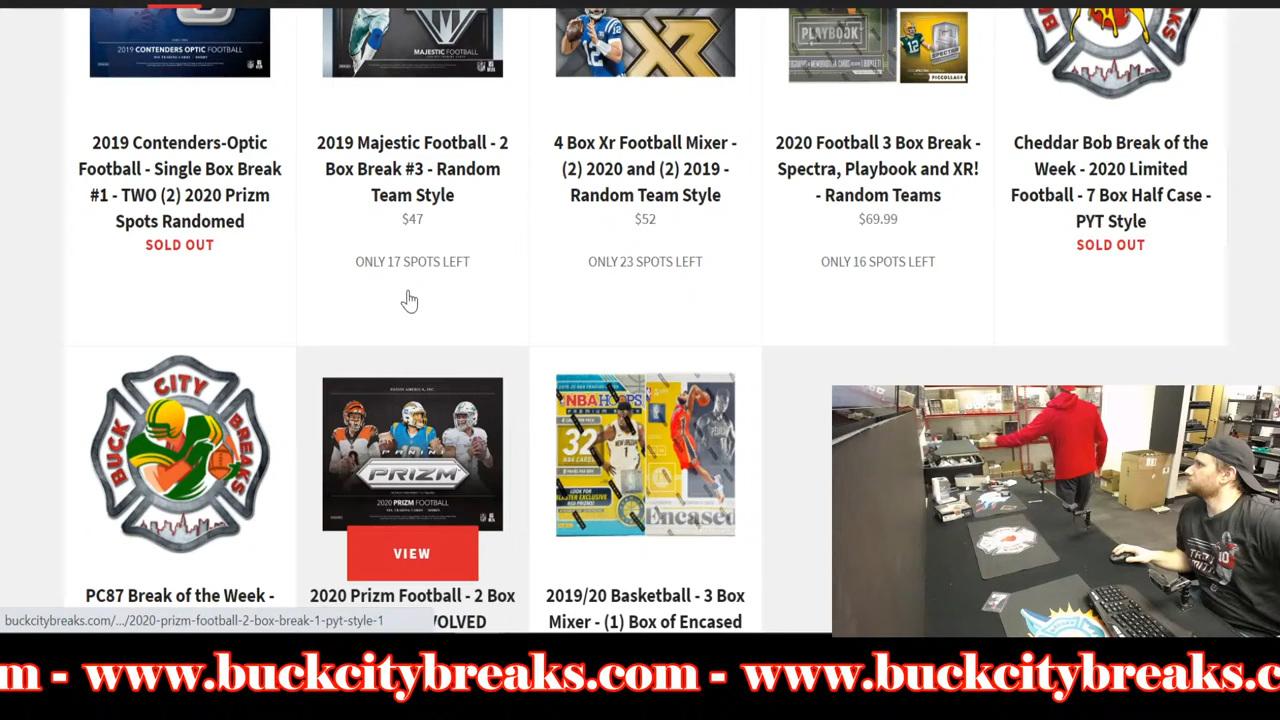 2019 CONTENDERS OPTIC FOOTBALL
MAJESTIC FOOTBALL
XR
PLAYBOOK
SPECTRA
PICCOLLAGE
2019 Contenders-Optic
Football - Single Box Break
#1 - TWO (2) 2020 Prizm
Spots Randomed
SOLD OUT
2019 Majestic Football - 2
Box Break #3 - Random
Team Style
$47
ONLY 17 SPOTS LEFT
4 Box Xr Football Mixer -
(2) 2020 and (2) 2019 -
Random Team Style
$52
ONLY 23 SPOTS LEFT
2020 Football 3 Box Break -
Spectra, Playbook and XR!
- Random Teams
$69.99
ONLY 16 SPOTS LEFT
Cheddar Bob Break of the
Week - 2020 Limited
Football - 7 Box Half Case -
PYT Style
SOLD OUT
BUCK CITY BREAKS
PANINI
PRIZM
2020 PRIZM FOOTBALL
VIEW
NBA HOOPS
PREMIUM STOCK
32
NBA CARDS
Encased
PC87 Break of the Week -
2020 Prizm Football - 2 Box
VOLVED
2019/20 Basketball - 3 Box
Mixer - (1) Box of Encased
buckcitybreaks.com/.../2020-prizm-football-2-box-break-1-pyt-style-1
m - www.buckcitybreaks.com - www.buckcitybreaks.c